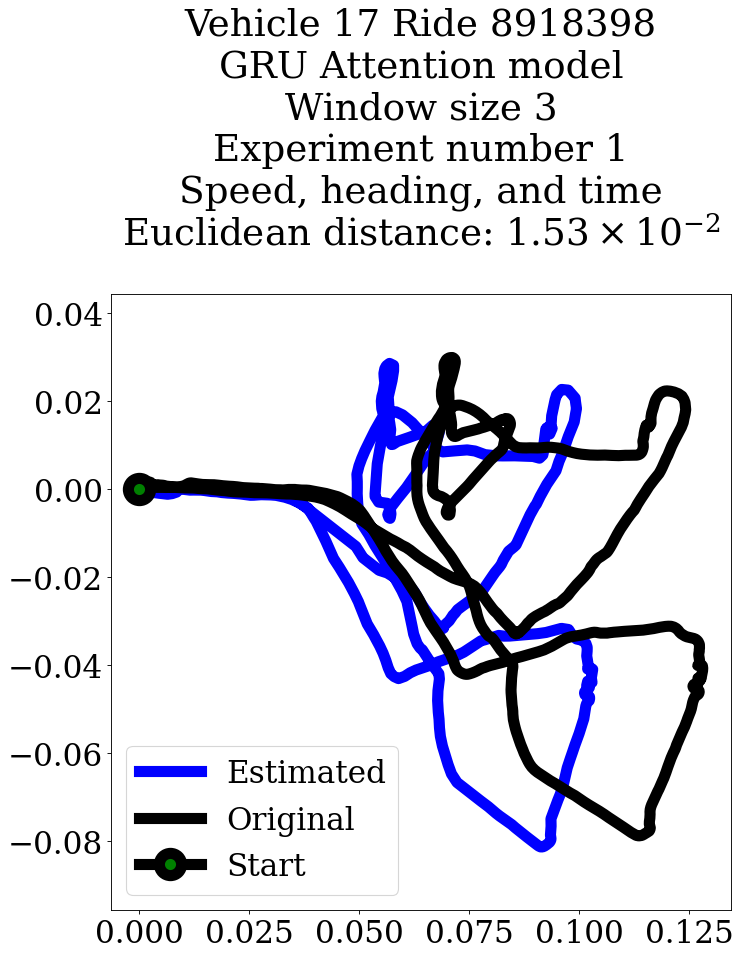 Vehicle 17 Ride 8918398
GRU Attention model
Window size 3
Experiment number 1
Speed, heading, and time
Euclidean distance: 1.53 × 10⁻²
0.04
0.02
0.00
−0.02
−0.04
−0.06
−0.08
Estimated
Original
Start
0.000 0.025 0.050 0.075 0.100 0.125